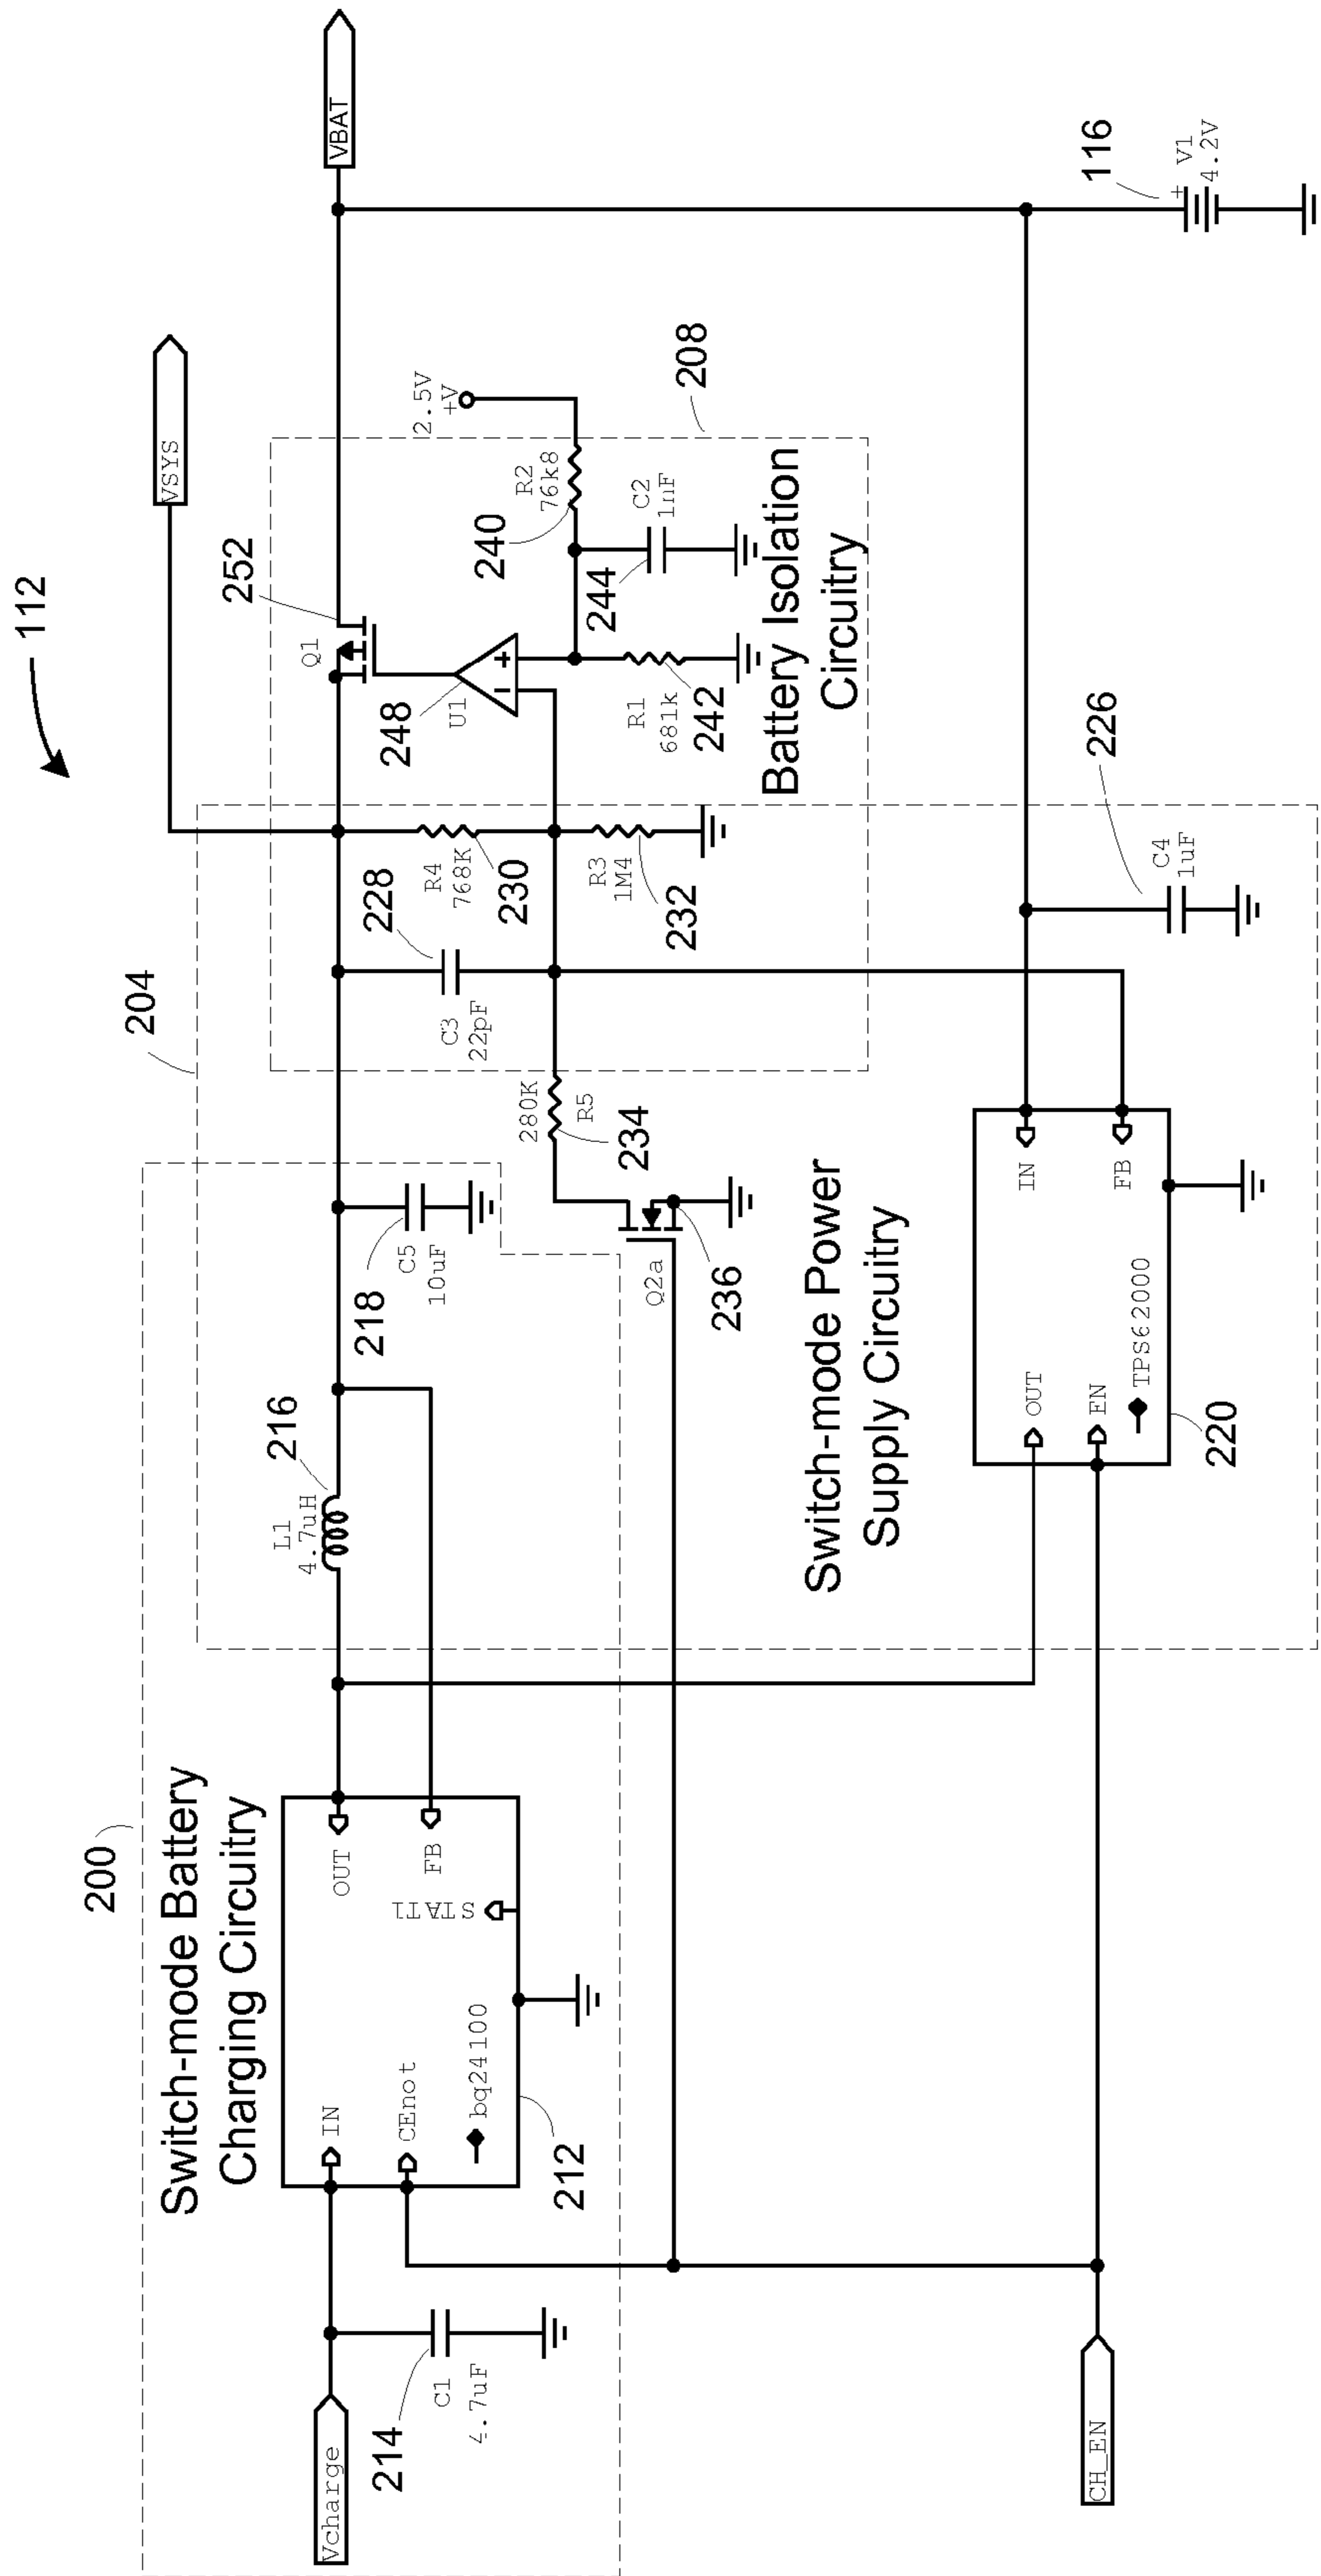 112
200
Switch-mode Battery
Charging Circuitry
Vcharge
214
C1
4.7uF
IN
CEnot
bq24100
212
OUT
FB
STAT1
CH_EN
204
216
L1
4.7uH
218
C5
10uF
228
C3
22pF
R4
768K
230
R3
1M4
232
280K
R5
234
Q2a
236
Switch-mode Power
Supply Circuitry
OUT
EN
TPS62000
220
IN
FB
226
C4
1uF
VSYS
252
Q1
248
U1
240
R2
76k8
2.5V
+V
244
C2
1nF
R1
681k
242
208
Battery Isolation
Circuitry
VBAT
116
+
V1
4.2V